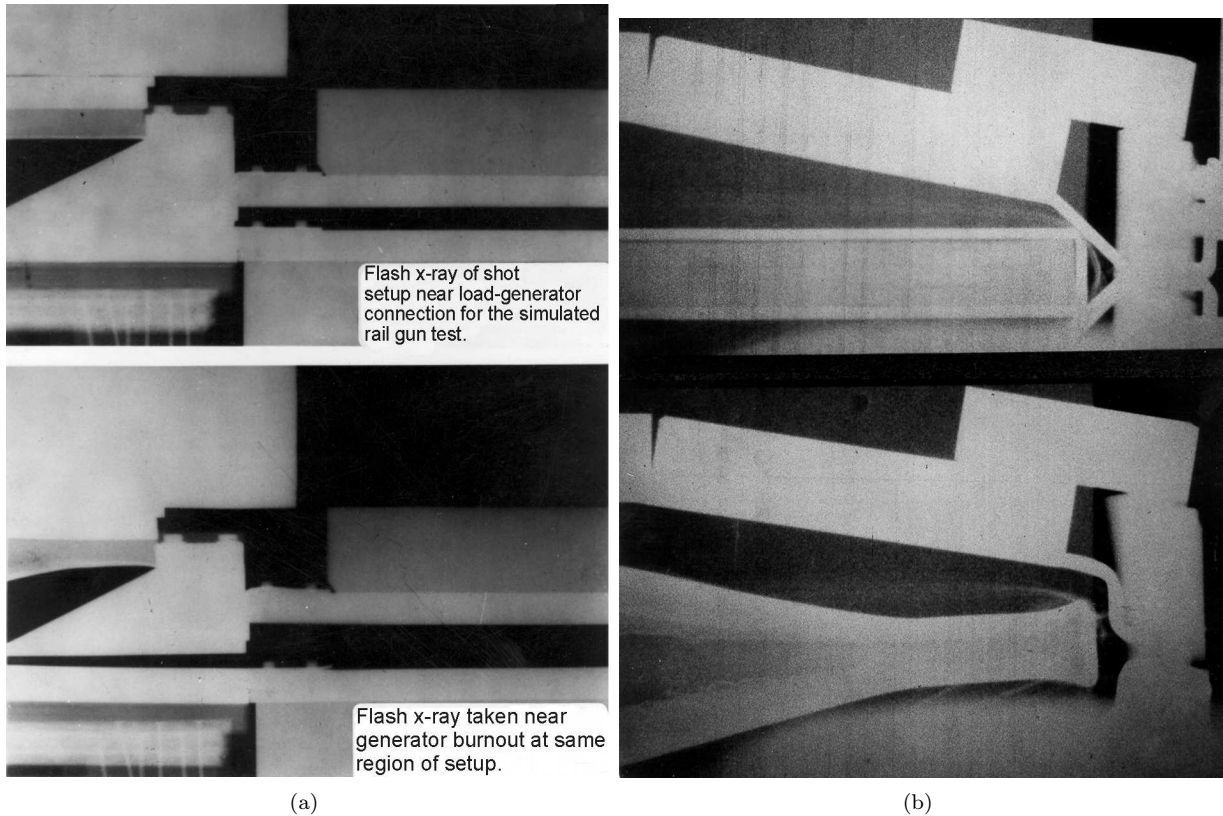 Flash x-ray of shot
setup near load-generator
connection for the simulated
rail gun test.
Flash x-ray taken near
generator burnout at same
region of setup.
(a)
(b)